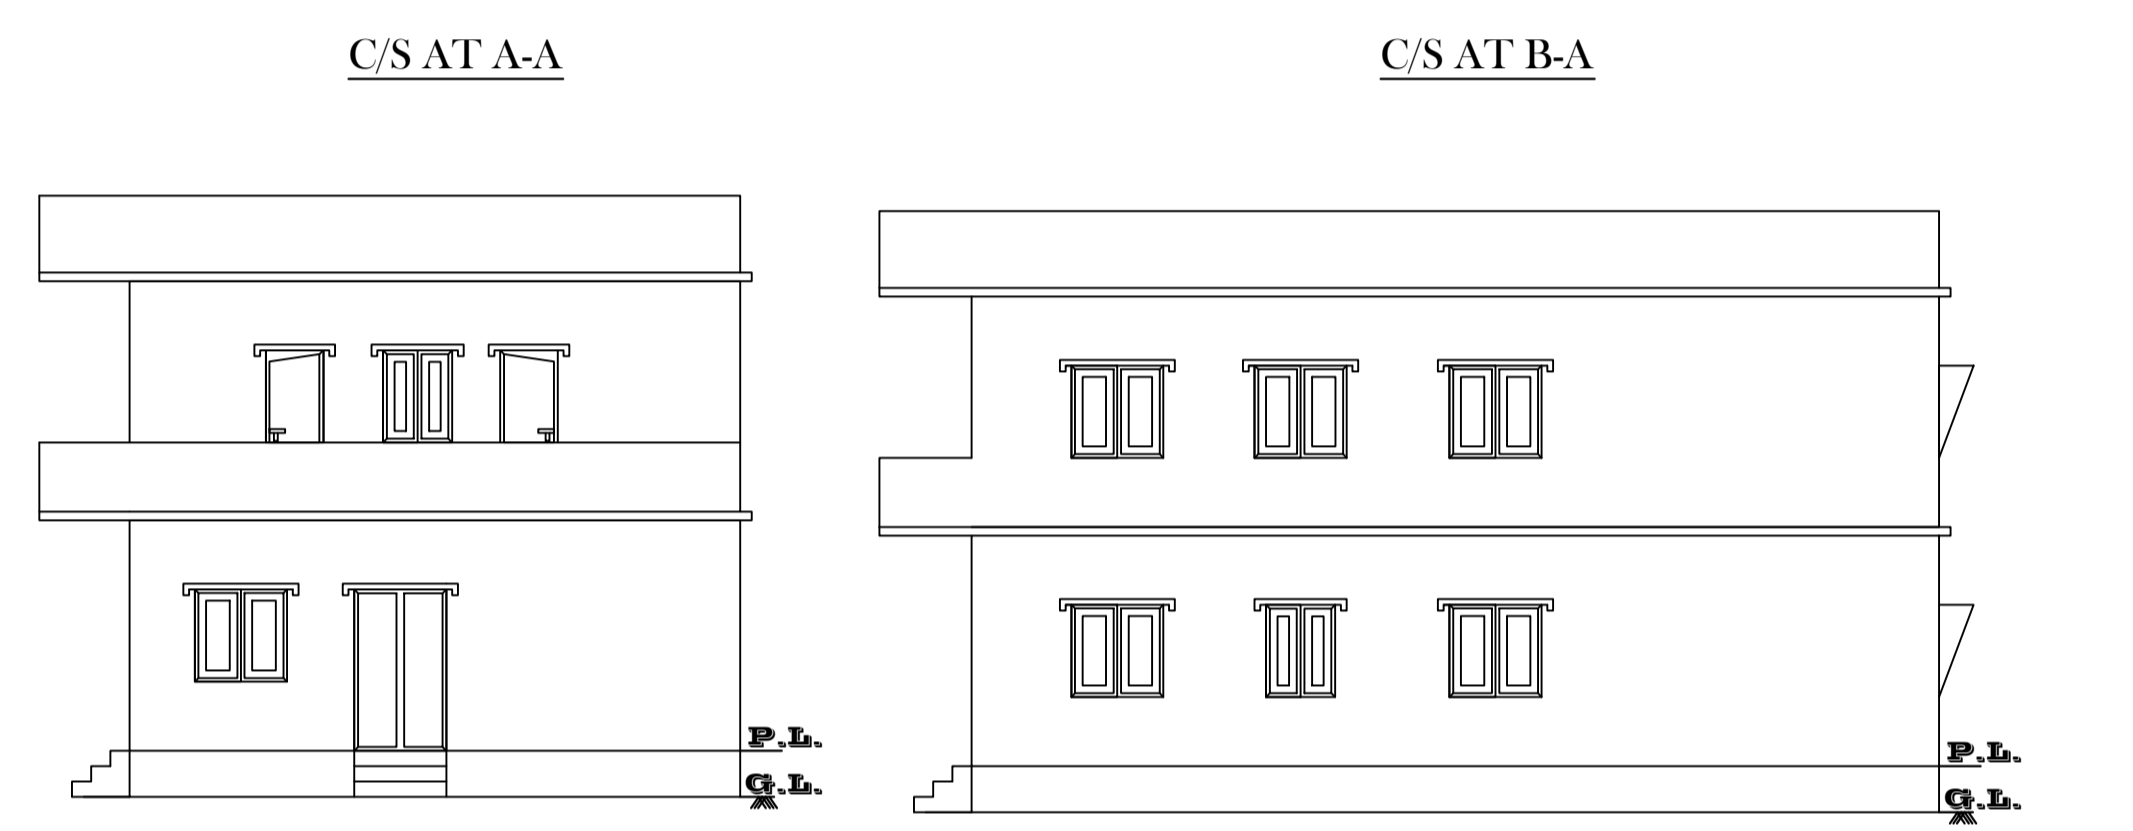 C/S AT A-A
C/S AT B-A
P.L.
G.L.
P.L.
G.L.